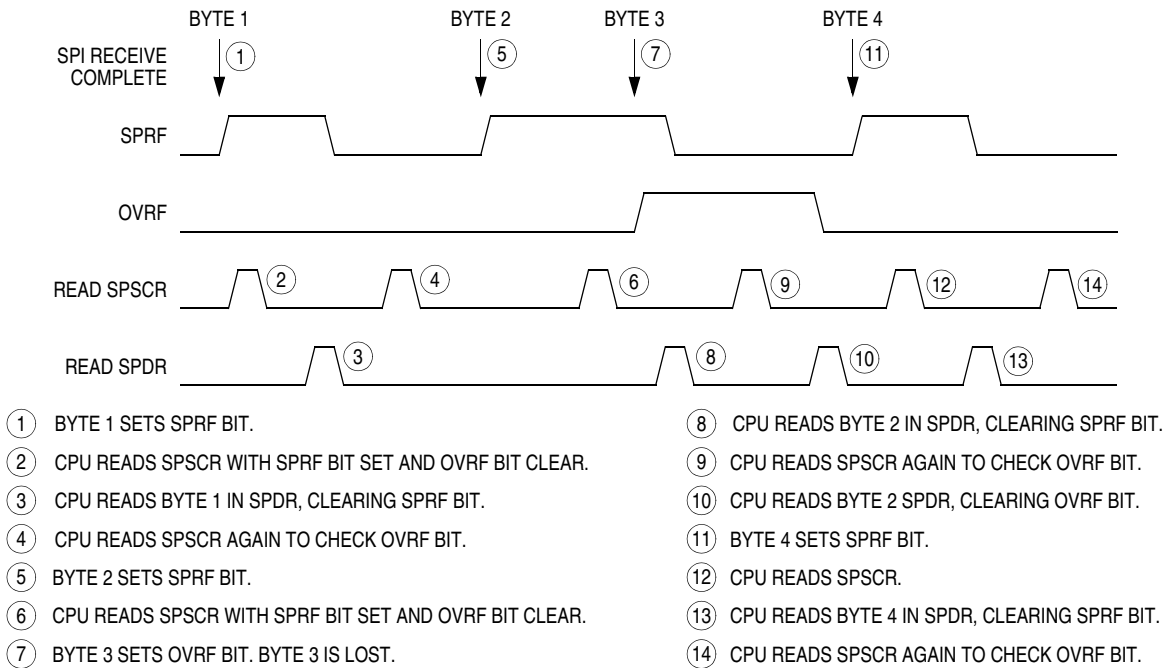 BYTE 1 BYTE 2 BYTE 3 BYTE 4
SPI RECEIVE 1 5 7 11
COMPLETE
SPRF
OVRF
READ SPSCR 2 4 6 9 12 14
READ SPDR 3 8 10 13
1 BYTE 1 SETS SPRF BIT.
2 CPU READS SPSCR WITH SPRF BIT SET AND OVRF BIT CLEAR.
3 CPU READS BYTE 1 IN SPDR, CLEARING SPRF BIT.
4 CPU READS SPSCR AGAIN TO CHECK OVRF BIT.
5 BYTE 2 SETS SPRF BIT.
6 CPU READS SPSCR WITH SPRF BIT SET AND OVRF BIT CLEAR.
7 BYTE 3 SETS OVRF BIT. BYTE 3 IS LOST.
8 CPU READS BYTE 2 IN SPDR, CLEARING SPRF BIT.
9 CPU READS SPSCR AGAIN TO CHECK OVRF BIT.
10 CPU READS BYTE 2 SPDR, CLEARING OVRF BIT.
11 BYTE 4 SETS SPRF BIT.
12 CPU READS SPSCR.
13 CPU READS BYTE 4 IN SPDR, CLEARING SPRF BIT.
14 CPU READS SPSCR AGAIN TO CHECK OVRF BIT.